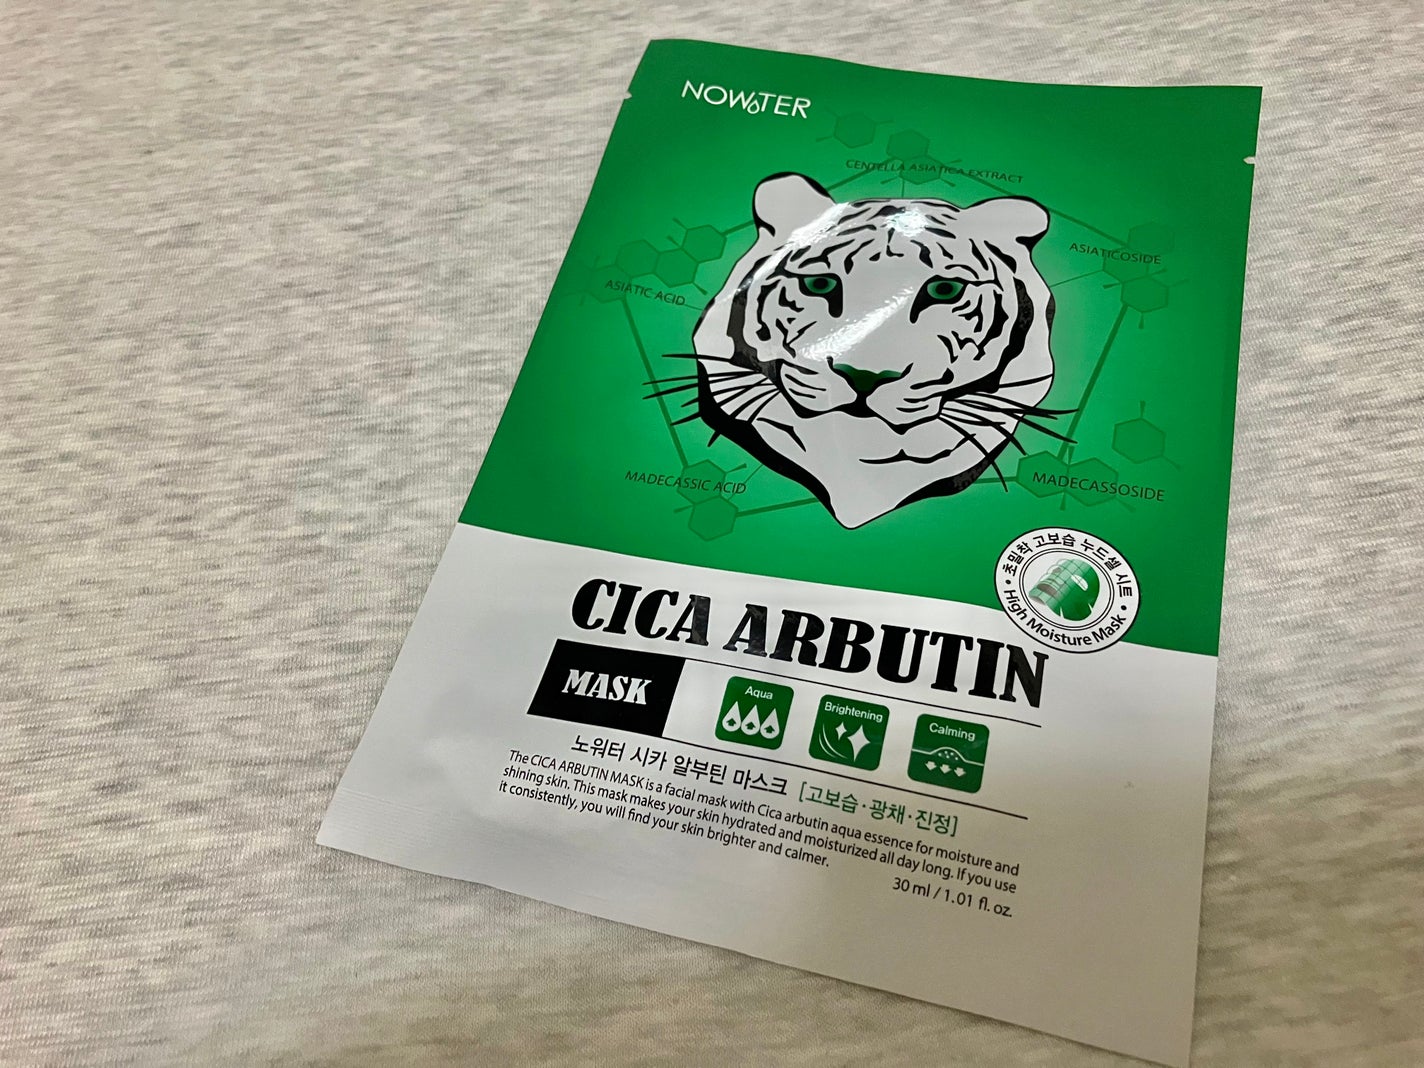 NOWTER
CENTELLA ASIATICA EXTRACT
ASIATICOSIDE
ASIATIC ACID
MADECASSIC ACID
MADECASSOSIDE
• 초밀착 고보습 누드셀 시트 •
High Moisture Mask
CICA ARBUTIN
MASK
Aqua
Brightening
Calming
노워터 시카 알부틴 마스크 [고보습·광채·진정]
The CICA ARBUTIN MASK is a facial mask with Cica arbutin aqua essence for moisture and
shining skin. This mask makes your skin hydrated and moisturized all day long. If you use
it consistently, you will find your skin brighter and calmer.
30 ml / 1.01 fl. oz.